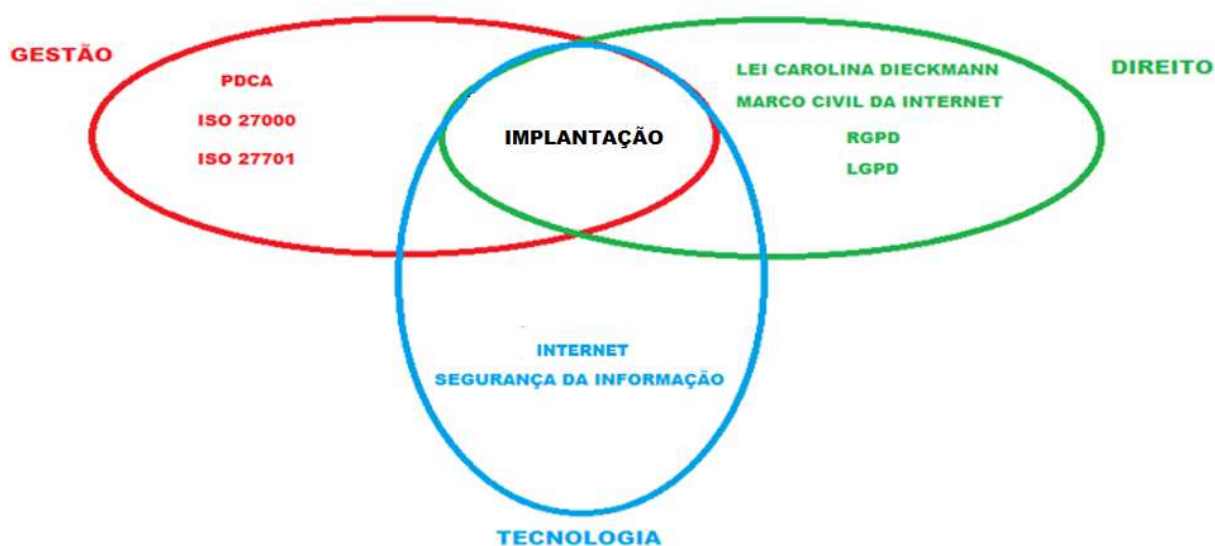 GESTÃO
PDCA
ISO 27000
ISO 27701
IMPLANTAÇÃO
LEI CAROLINA DIECKMANN
MARCO CIVIL DA INTERNET
RGPD
LGPD
DIREITO
INTERNET
SEGURANÇA DA INFORMAÇÃO
TECNOLOGIA